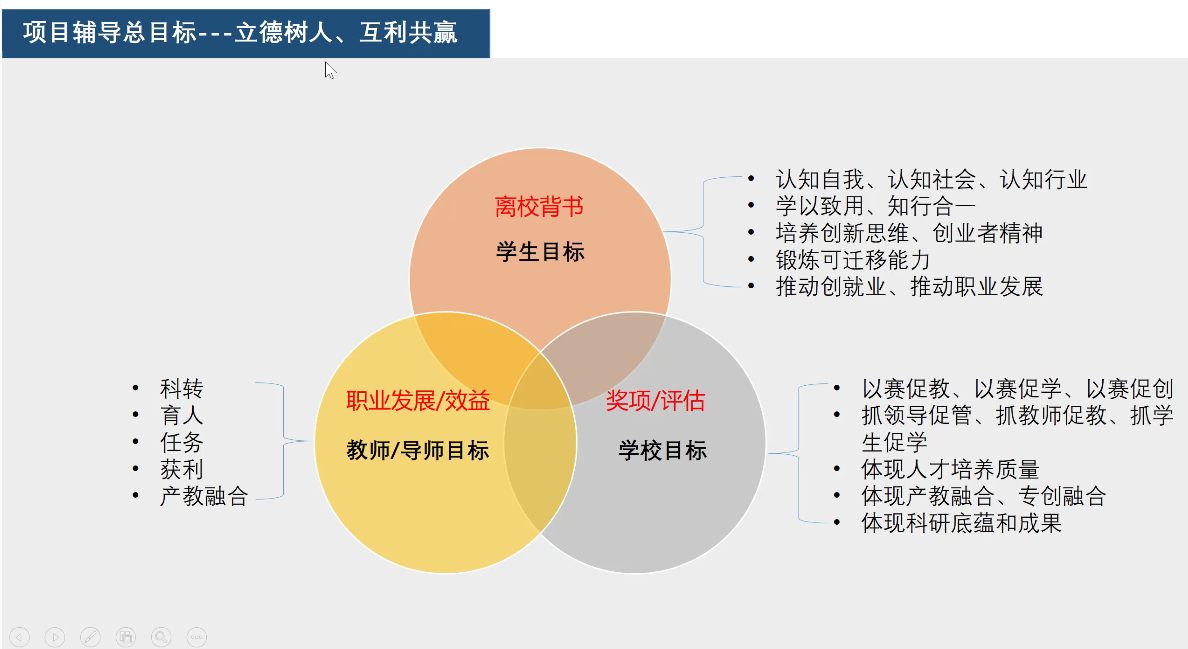 项目辅导总目标---立德树人、互利共赢
离校背书
学生目标
• 认知自我、认知社会、认知行业
• 学以致用、知行合一
• 培养创新思维、创业者精神
• 锻炼可迁移能力
• 推动创就业、推动职业发展
• 科转
• 育人
• 任务
• 获利
• 产教融合
职业发展/效益
教师/导师目标
奖项/评估
学校目标
• 以赛促教、以赛促学、以赛促创
• 抓领导促管、抓教师促教、抓学
生促学
• 体现人才培养质量
• 体现产教融合、专创融合
• 体现科研底蕴和成果